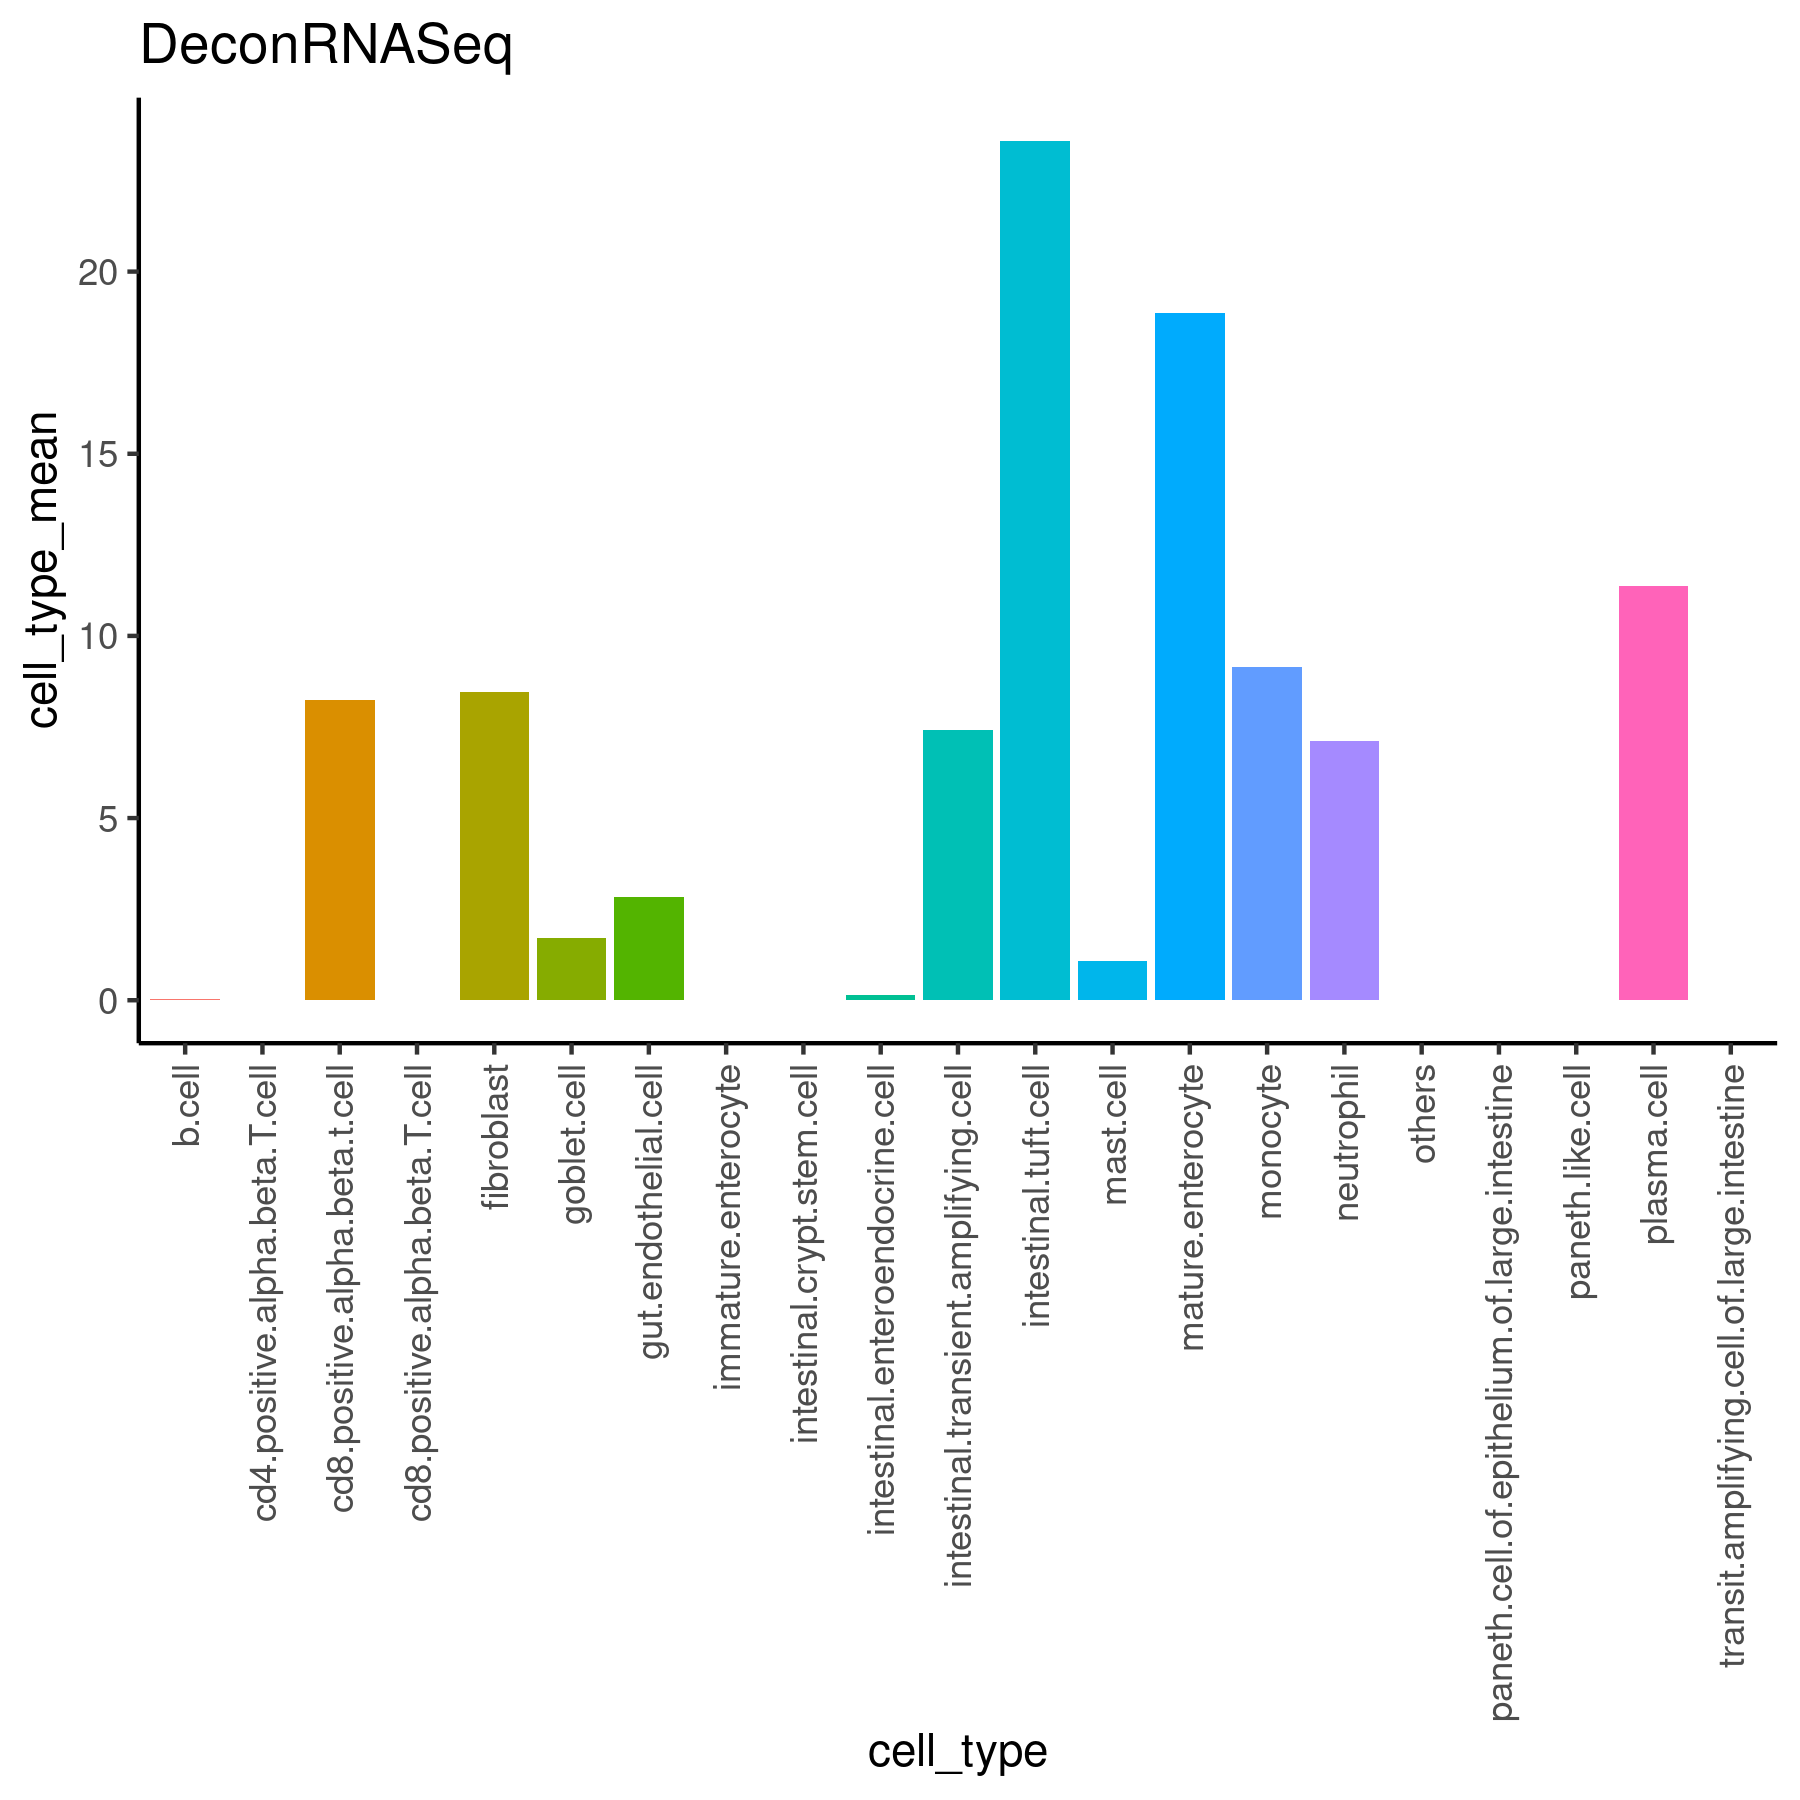 DeconRNASeq
cell_type_mean
20
15
10
5
0
b.cell
cd4.positive.alpha.beta.T.cell
cd8.positive.alpha.beta.t.cell
cd8.positive.alpha.beta.T.cell
fibroblast
goblet.cell
gut.endothelial.cell
immature.enterocyte
intestinal.crypt.stem.cell
intestinal.enteroendocrine.cell
intestinal.transient.amplifying.cell
intestinal.tuft.cell
mast.cell
mature.enterocyte
monocyte
neutrophil
others
paneth.cell.of.epithelium.of.large.intestine
paneth.like.cell
plasma.cell
transit.amplifying.cell.of.large.intestine
cell_type